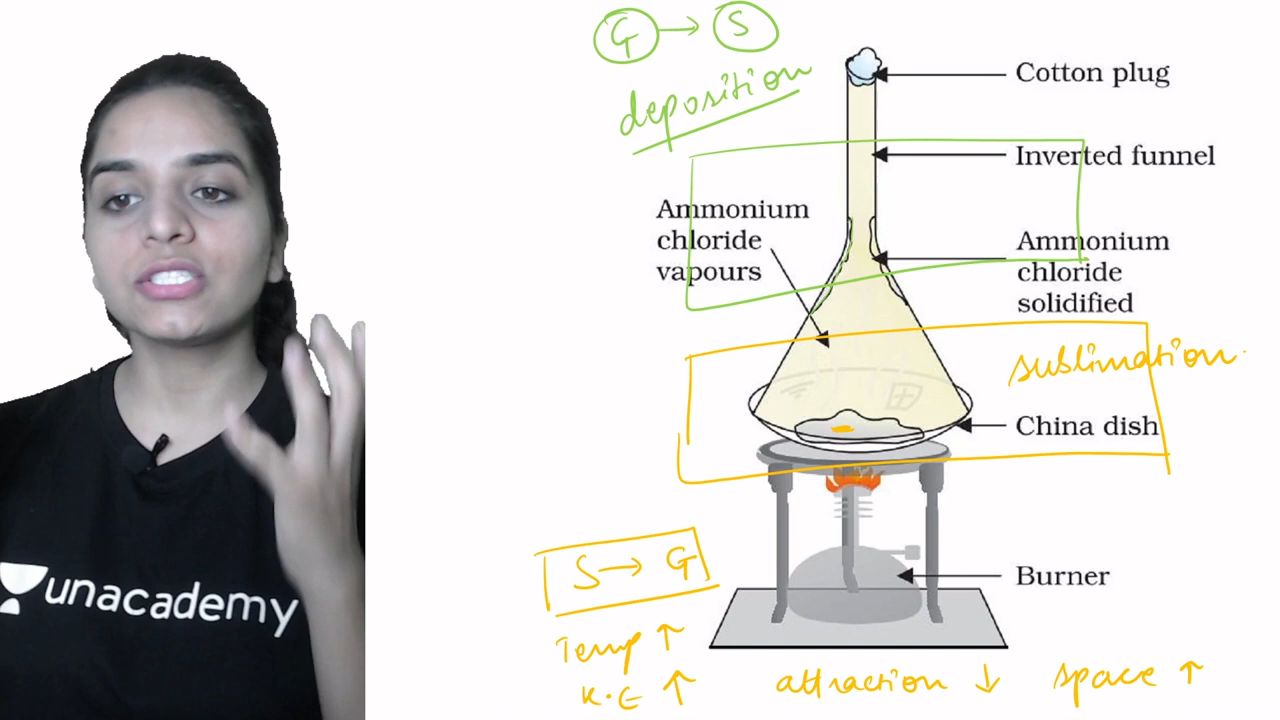 G → S
deposition
Cotton plug
Inverted funnel
Ammonium
chloride
vapours
Ammonium
chloride
solidified
sublimation.
China dish
S → G
Burner
Temp ↑
K.E ↑
attraction ↓ space ↑
unacademy